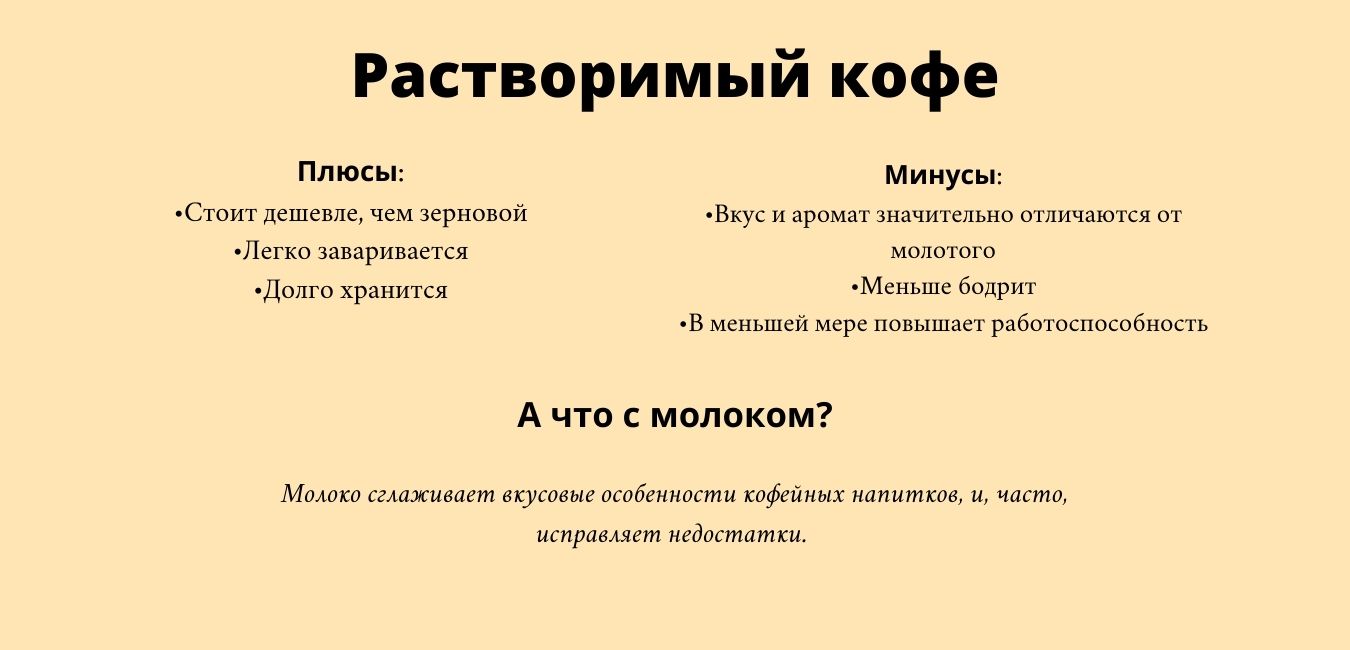 Растворимый кофе
Плюсы:
•Стоит дешевле, чем зерновой
•Легко заваривается
•Долго хранится
Минусы:
•Вкус и аромат значительно отличаются от
молотого
•Меньше бодрит
•В меньшей мере повышает работоспособность
А что с молоком?
Молоко сглаживает вкусовые особенности кофейных напитков, и, часто,
исправляет недостатки.